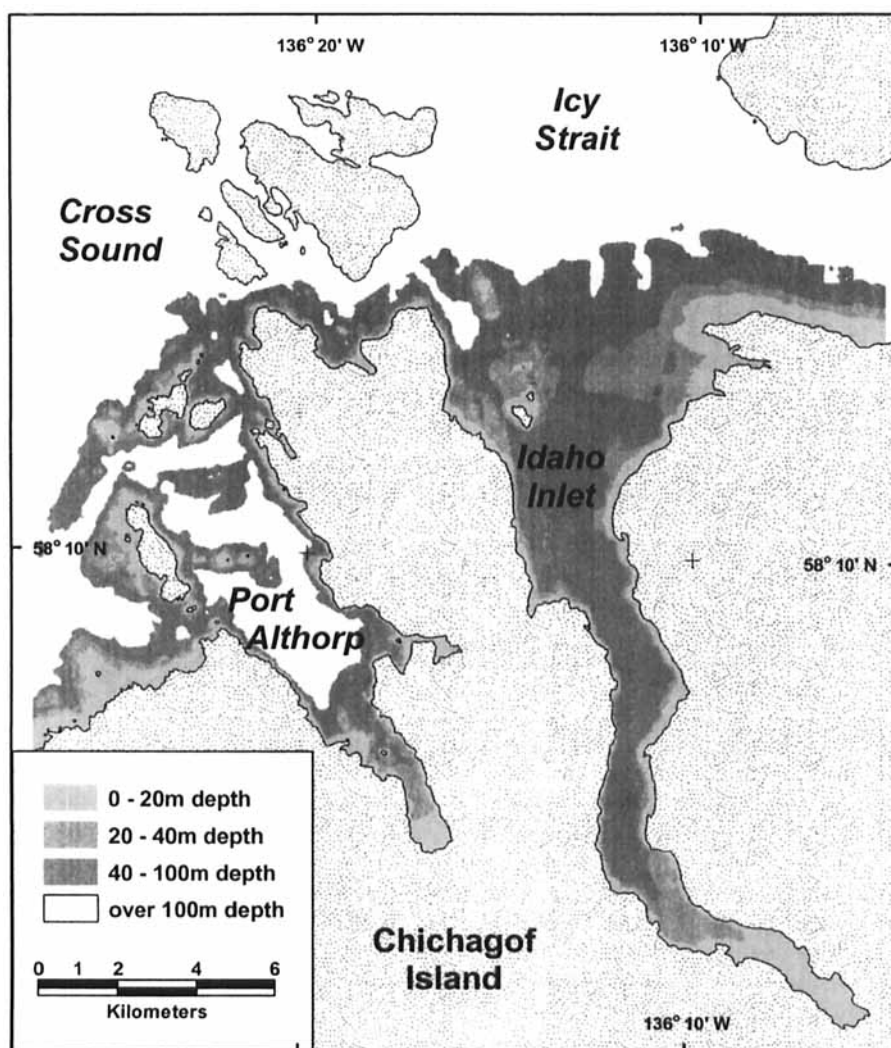 136° 20' W
136° 10' W
Icy
Strait
Cross
Sound
Idaho
Inlet
58° 10' N
58° 10' N
Port
Althorp
0 - 20m depth
20 - 40m depth
40 - 100m depth
over 100m depth
0 1 2 4 6
Kilometers
Chichagof
Island
136° 10' W